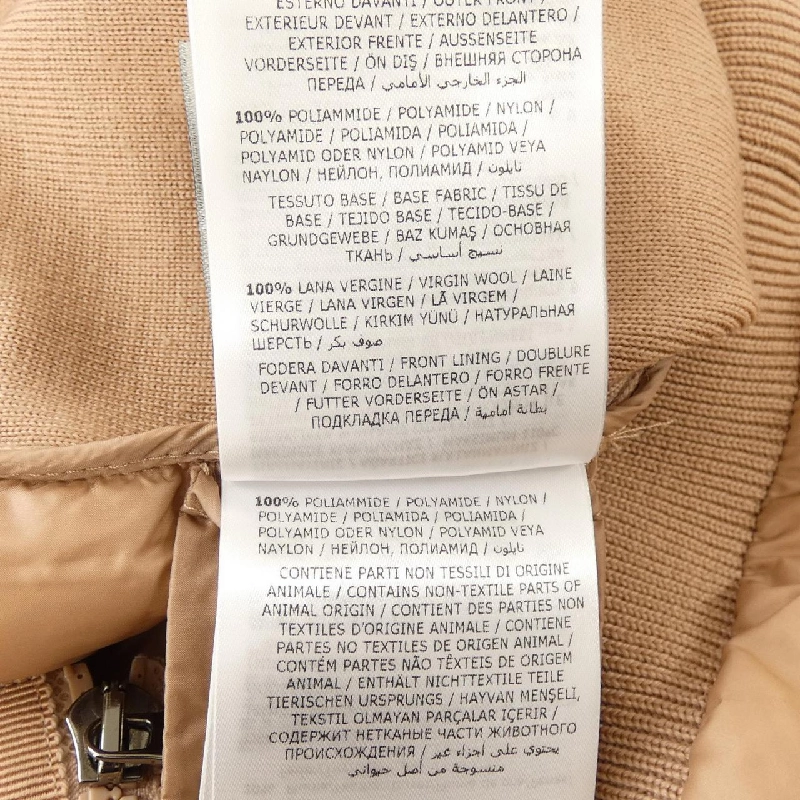 ESTERNO DAVANTI / OUTER FRONT /
EXTERIEUR DEVANT / EXTERNO DELANTERO /
EXTERIOR FRENTE / AUSSENSEITE
VORDERSEITE / ÖN DIŞ / ВНЕШНЯЯ СТОРОНА
ПЕРЕДА / الجزء الخارجي الأمامي
100% POLIAMMIDE / POLYAMIDE / NYLON /
POLYAMIDE / POLIAMIDA / POLIAMIDA /
POLYAMID ODER NYLON / POLYAMID VEYA
NAYLON / НЕЙЛОН, ПОЛИАМИД / نايلون
TESSUTO BASE / BASE FABRIC / TISSU DE
BASE / TEJIDO BASE / TECIDO-BASE /
GRUNDGEWEBE / BAZ KUMAŞ / ОСНОВНАЯ
ТКАНЬ / نسيج أساسي
100% LANA VERGINE / VIRGIN WOOL / LAINE
VIERGE / LANA VIRGEN / LÃ VIRGEM /
SCHURWOLLE / KIRKIM YÜNÜ / НАТУРАЛЬНАЯ
ШЕРСТЬ / صوف بكر
FODERA DAVANTI / FRONT LINING / DOUBLURE
DEVANT / FORRO DELANTERO / FORRO FRENTE
/ FUTTER VORDERSEITE / ÖN ASTAR /
ПОДКЛАДКА ПЕРЕДА / بطانة أمامية
100% POLIAMMIDE / POLYAMIDE / NYLON /
POLYAMIDE / POLIAMIDA / POLIAMIDA /
POLYAMID ODER NYLON / POLYAMID VEYA
NAYLON / НЕЙЛОН, ПОЛИАМИД / نايلون
CONTIENE PARTI NON TESSILI DI ORIGINE
ANIMALE / CONTAINS NON-TEXTILE PARTS OF
ANIMAL ORIGIN / CONTIENT DES PARTIES NON
TEXTILES D'ORIGINE ANIMALE / CONTIENE
PARTES NO TEXTILES DE ORIGEN ANIMAL /
CONTÉM PARTES NÃO TÊXTEIS DE ORIGEM
ANIMAL / ENTHÄLT NICHTTEXTILE TEILE
TIERISCHEN URSPRUNGS / HAYVAN MENŞELİ,
TEKSTIL OLMAYAN PARÇALAR IÇERIR /
СОДЕРЖИТ НЕТКАНЫЕ ЧАСТИ ЖИВОТНОГО
ПРОИСХОЖДЕНИЯ / يحتوي على أجزاء غير
منسوجة من أصل حيواني